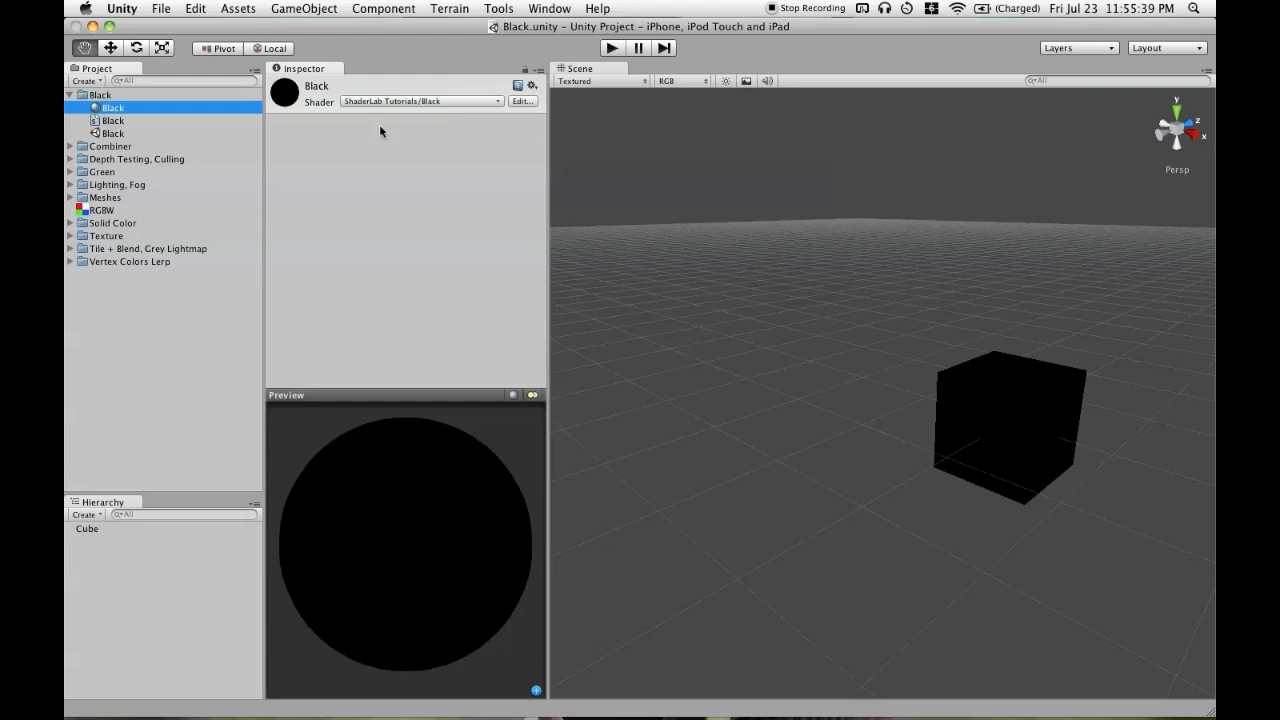 Unity File Edit Assets GameObject Component Terrain Tools Window Help Stop Recording (Charged) Fri Jul 23 11:55:39 PM
Black.unity – Unity Project – iPhone, iPod Touch and iPad
Pivot Local Layers Layout
Project
Create All
Black
Black
Black
Black
Combiner
Depth Testing, Culling
Green
Lighting, Fog
Meshes
RGBW
Solid Color
Texture
Tile + Blend, Grey Lightmap
Vertex Colors Lerp
Hierarchy
Create All
Cube
Inspector
Black
Shader ShaderLab Tutorials/Black Edit...
Preview
Scene
Textured RGB All
y
z
x
Persp